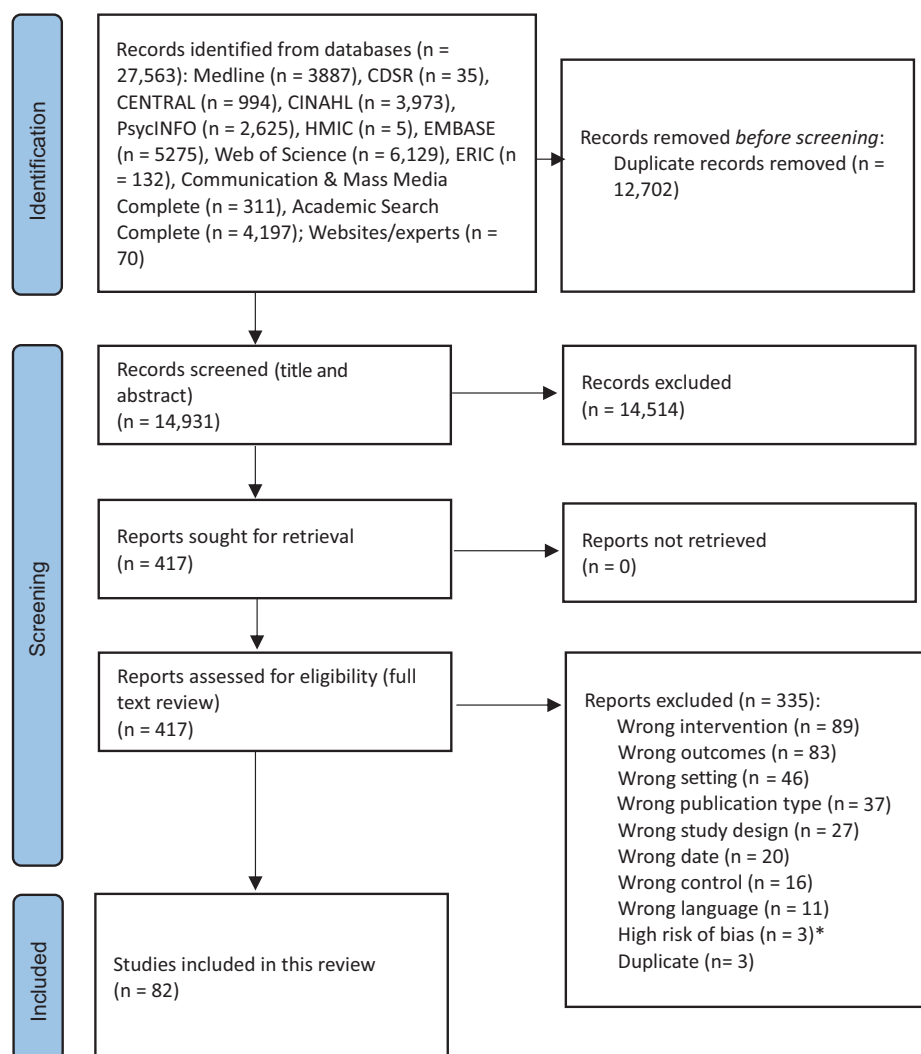 Identification
Records identified from databases (n =
27,563): Medline (n = 3887), CDSR (n = 35),
CENTRAL (n = 994), CINAHL (n = 3,973),
PsycINFO (n = 2,625), HMIC (n = 5), EMBASE
(n = 5275), Web of Science (n = 6,129), ERIC (n
= 132), Communication & Mass Media
Complete (n = 311), Academic Search
Complete (n = 4,197); Websites/experts (n =
70)
Records removed before screening:
Duplicate records removed (n =
12,702)
Screening
Records screened (title and
abstract)
(n = 14,931)
Records excluded
(n = 14,514)
Reports sought for retrieval
(n = 417)
Reports not retrieved
(n = 0)
Reports assessed for eligibility (full
text review)
(n = 417)
Reports excluded (n = 335):
Wrong intervention (n = 89)
Wrong outcomes (n = 83)
Wrong setting (n = 46)
Wrong publication type (n = 37)
Wrong study design (n = 27)
Wrong date (n = 20)
Wrong control (n = 16)
Wrong language (n = 11)
High risk of bias (n = 3)*
Duplicate (n= 3)
Included
Studies included in this review
(n = 82)